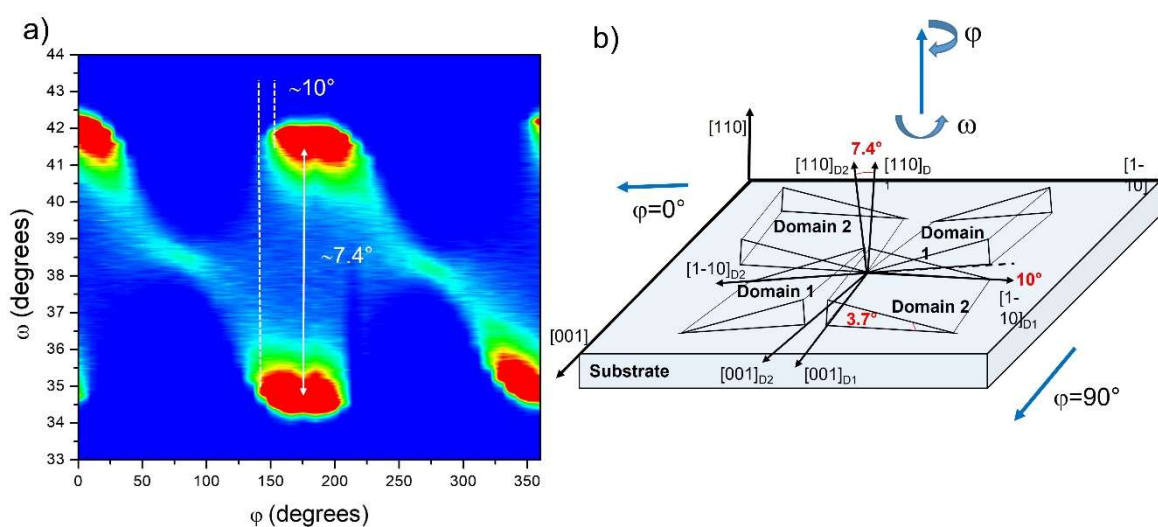 a)
44
43
42
41
40
39
38
37
36
35
34
33
0
50
100
150
200
250
300
350
ω (degrees)
φ (degrees)
~10°
~7.4°
b)
φ
ω
[110]
7.4°
[110]D2
[110]D
1
[1-
10]
φ=0°
Domain 2
Domain
1
[1-10]D2
10°
Domain 1
[1-
10]D1
Domain 2
3.7°
[001]
[001]D2
[001]D1
Substrate
φ=90°